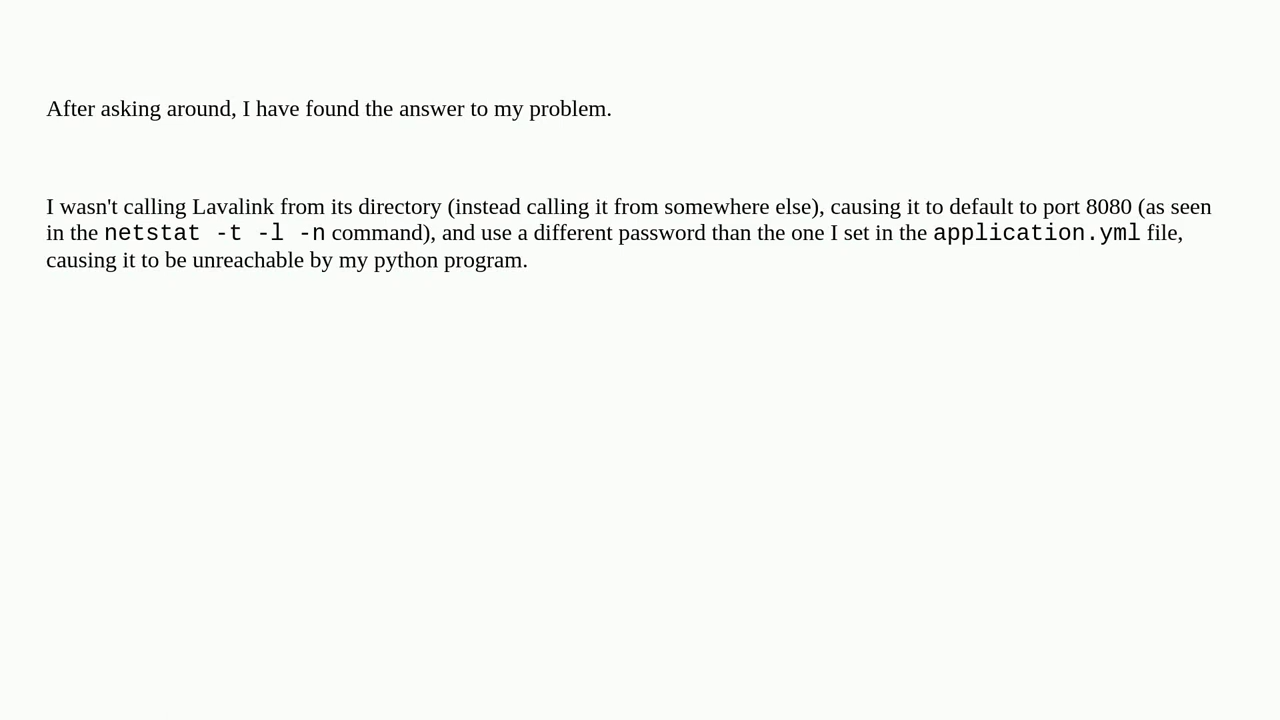 After asking around, I have found the answer to my problem.
I wasn't calling Lavalink from its directory (instead calling it from somewhere else), causing it to default to port 8080 (as seen
in the netstat -t -l -n command), and use a different password than the one I set in the application.yml file,
causing it to be unreachable by my python program.